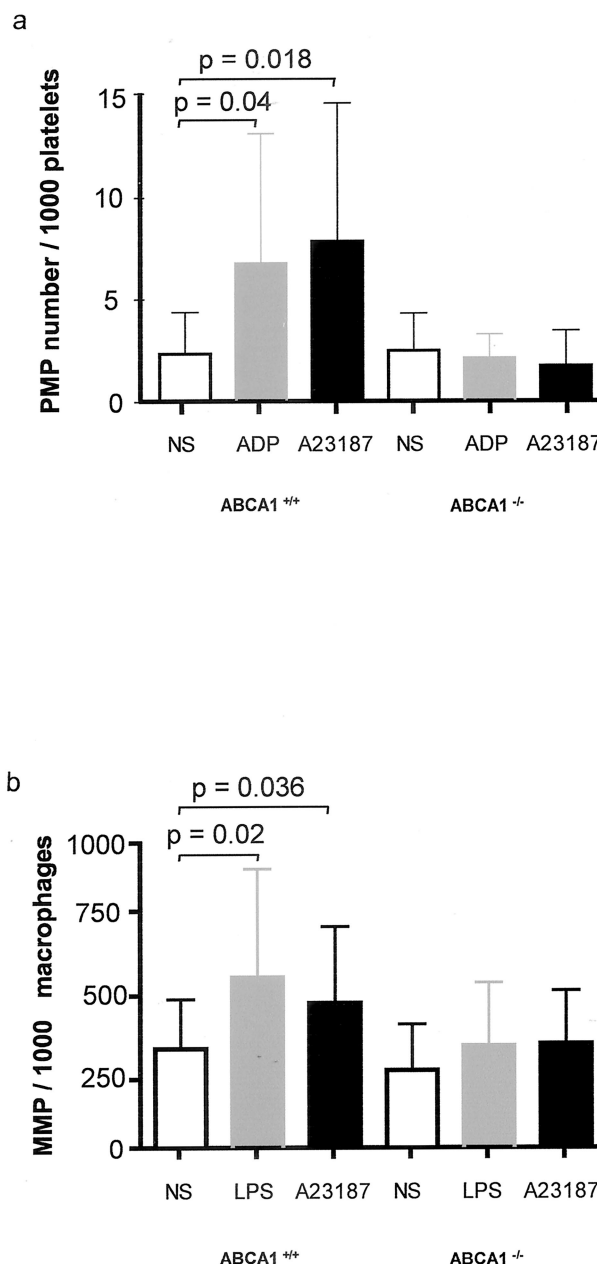 a
p = 0.018
p = 0.04
PMP number / 1000 platelets
15
10
5
0
NS ADP A23187 NS ADP A23187
ABCA1 +/+ ABCA1 -/-
b
p = 0.036
p = 0.02
MMP / 1000 macrophages
1000
750
500
250
0
NS LPS A23187 NS LPS A23187
ABCA1 +/+ ABCA1 -/-